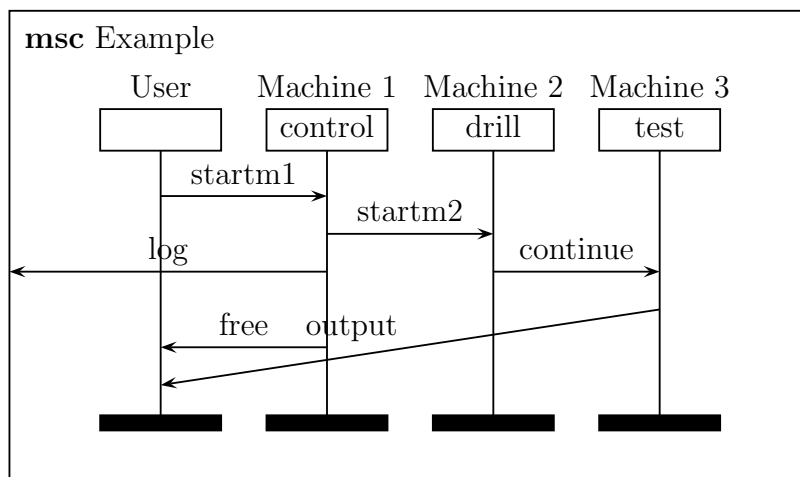 msc Example
User Machine 1 Machine 2 Machine 3
control drill test
startm1
startm2
log continue
free output